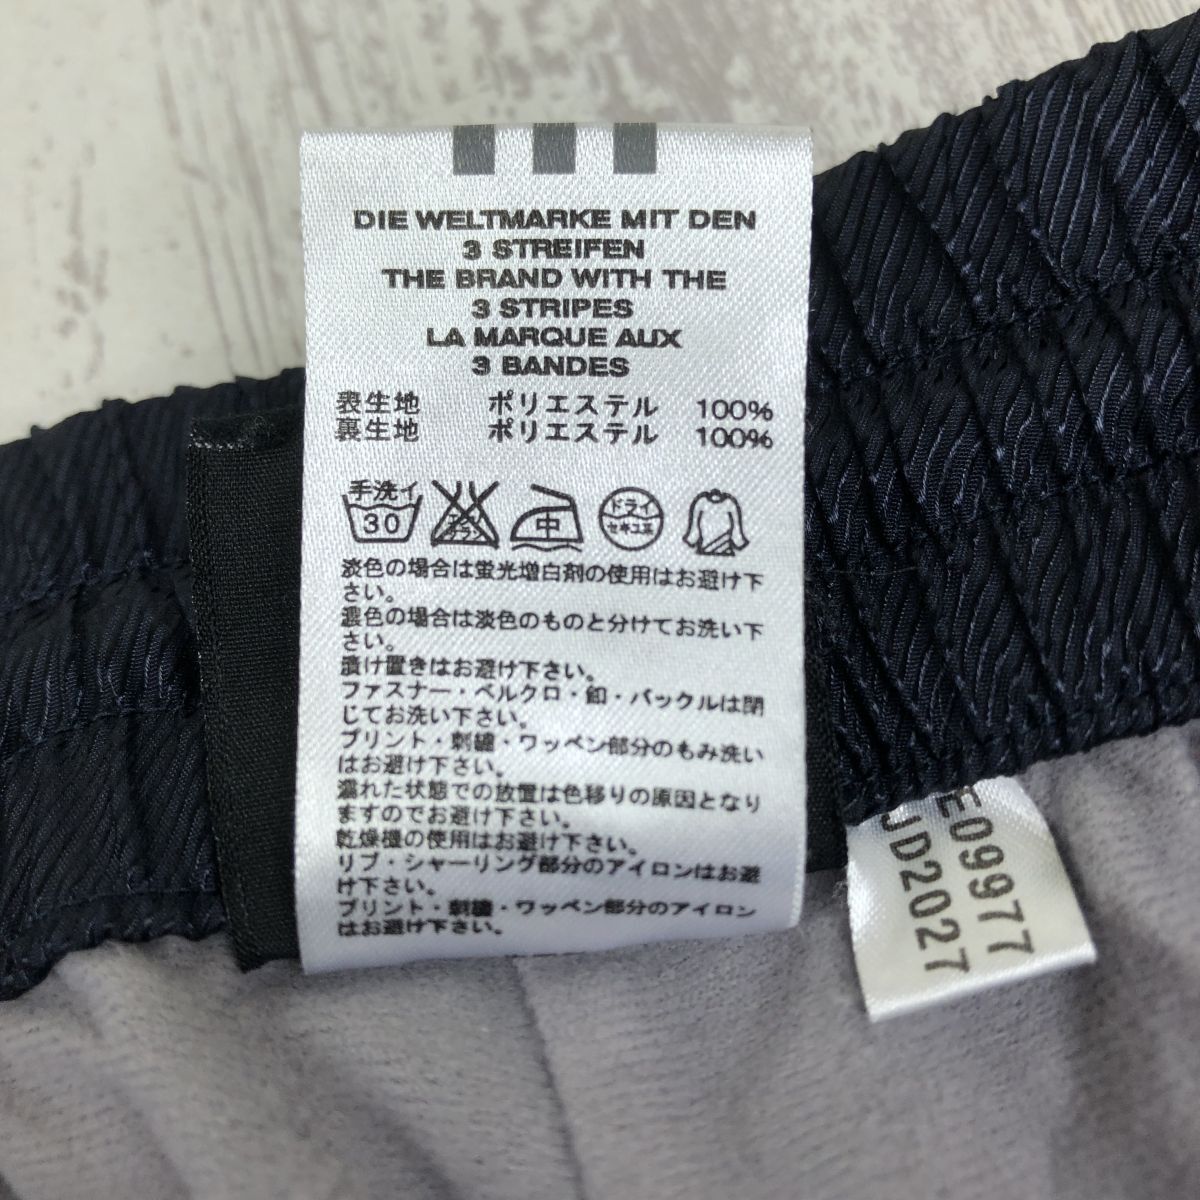 DIE WELTMARKE MIT DEN
3 STREIFEN
THE BRAND WITH THE
3 STRIPES
LA MARQUE AUX
3 BANDES
表生地 ポリエステル 100%
裏生地 ポリエステル 100%
手洗イ
30
エンソ
サラシ
中
ドライ
セキユ系
淡色の場合は蛍光増白剤の使用はお避け下
さい。
濃色の場合は淡色のものと分けてお洗い下
さい。
漬け置きはお避け下さい。
ファスナー・ベルクロ・釦・バックルは閉
じてお洗い下さい。
プリント・刺繍・ワッペン部分のもみ洗い
はお避け下さい。
濡れた状態での放置は色移りの原因となり
ますのでお避け下さい。
乾燥機の使用はお避け下さい。
リブ・シャーリング部分のアイロンはお避
け下さい。
プリント・刺繍・ワッペン部分のアイロン
はお避け下さい。
E09977
JD2027